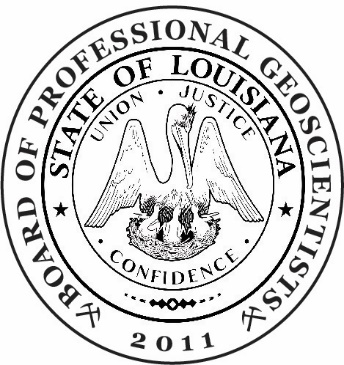 BOARD OF PROFESSIONAL GEOSCIENTISTS
STATE OF LOUISIANA
UNION · JUSTICE
· CONFIDENCE ·
2011